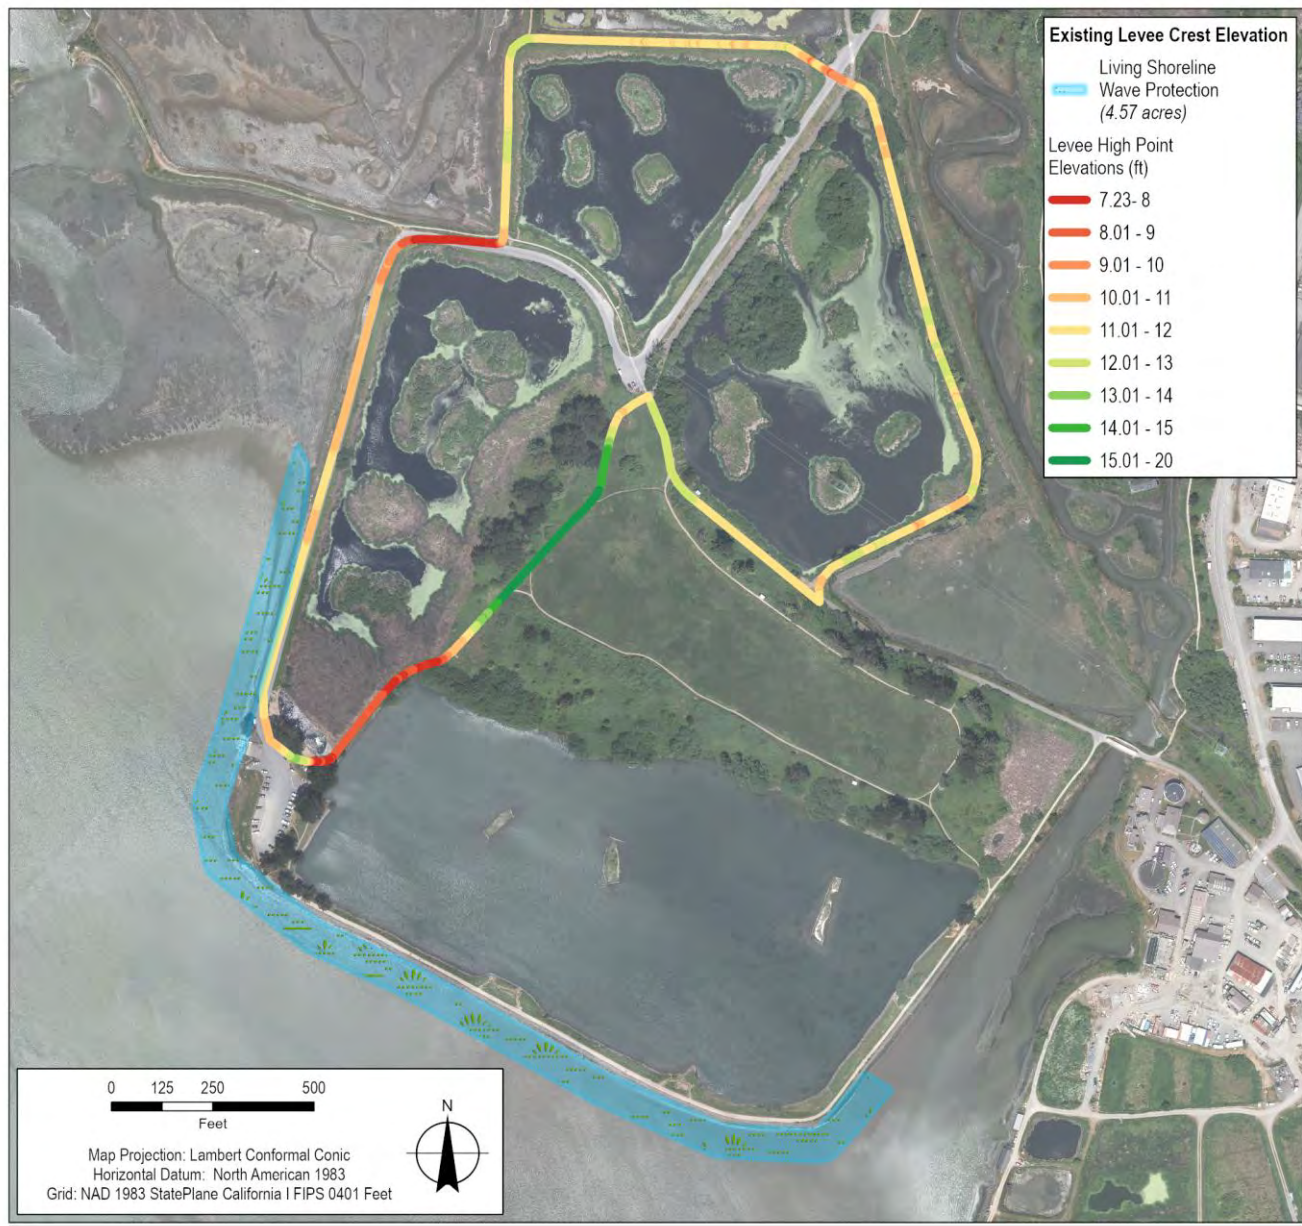 Existing Levee Crest Elevation
Living Shoreline
Wave Protection
(4.57 acres)
Levee High Point
Elevations (ft)
7.23- 8
8.01 - 9
9.01 - 10
10.01 - 11
11.01 - 12
12.01 - 13
13.01 - 14
14.01 - 15
15.01 - 20
0 125 250 500
Feet
N
Map Projection: Lambert Conformal Conic
Horizontal Datum: North American 1983
Grid: NAD 1983 StatePlane California I FIPS 0401 Feet